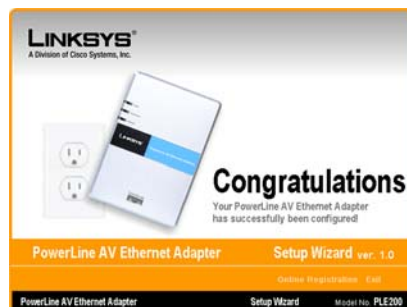 LINKSYS®
A Division of Cisco Systems, Inc.
LINKSYS
Congratulations
Your PowerLine AV Ethernet Adapter
has successfully been configured!
PowerLine AV Ethernet Adapter Setup Wizard ver. 1.0
Online Registration Exit
PowerLine AV Ethernet Adapter Setup Wizard Model No. PLE200